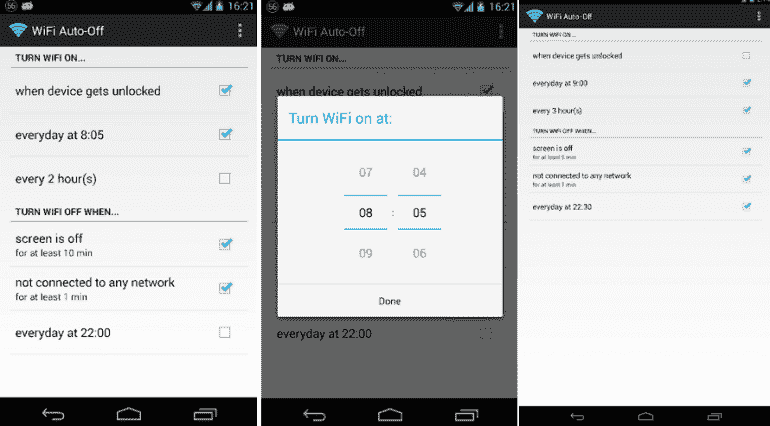 56
16:21
WiFi Auto-Off
TURN WIFI ON...
when device gets unlocked
everyday at 8:05
every 2 hour(s)
TURN WIFI OFF WHEN...
screen is off
for at least 10 min
not connected to any network
for at least 1 min
everyday at 22:00
56
16:21
WiFi Auto-Off
TURN WIFI ON...
when device gets unlocked
Turn WiFi on at:
07 04
08 : 05
09 06
Done
everyday at 22:00
WiFi Auto-Off
TURN WIFI ON...
when device gets unlocked
everyday at 9:00
every 3 hour(s)
TURN WIFI OFF WHEN...
screen is off
for at least 5 min
not connected to any network
for at least 1 min
everyday at 22:30